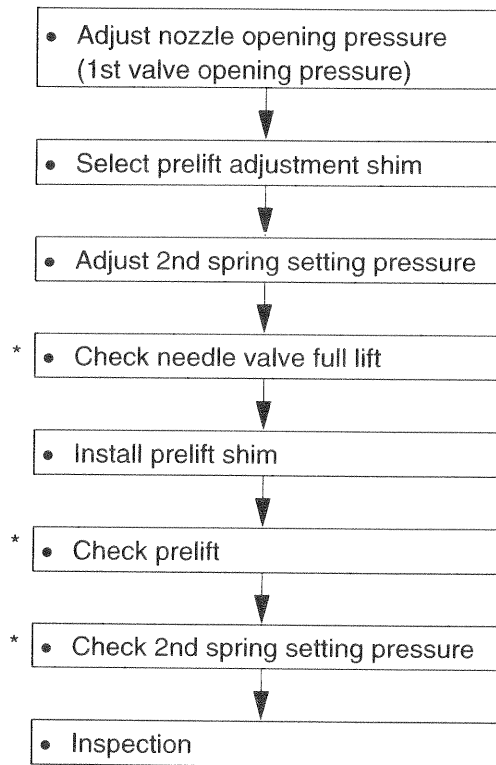 • Adjust nozzle opening pressure
(1st valve opening pressure)
• Select prelift adjustment shim
• Adjust 2nd spring setting pressure
* • Check needle valve full lift
• Install prelift shim
* • Check prelift
* • Check 2nd spring setting pressure
• Inspection